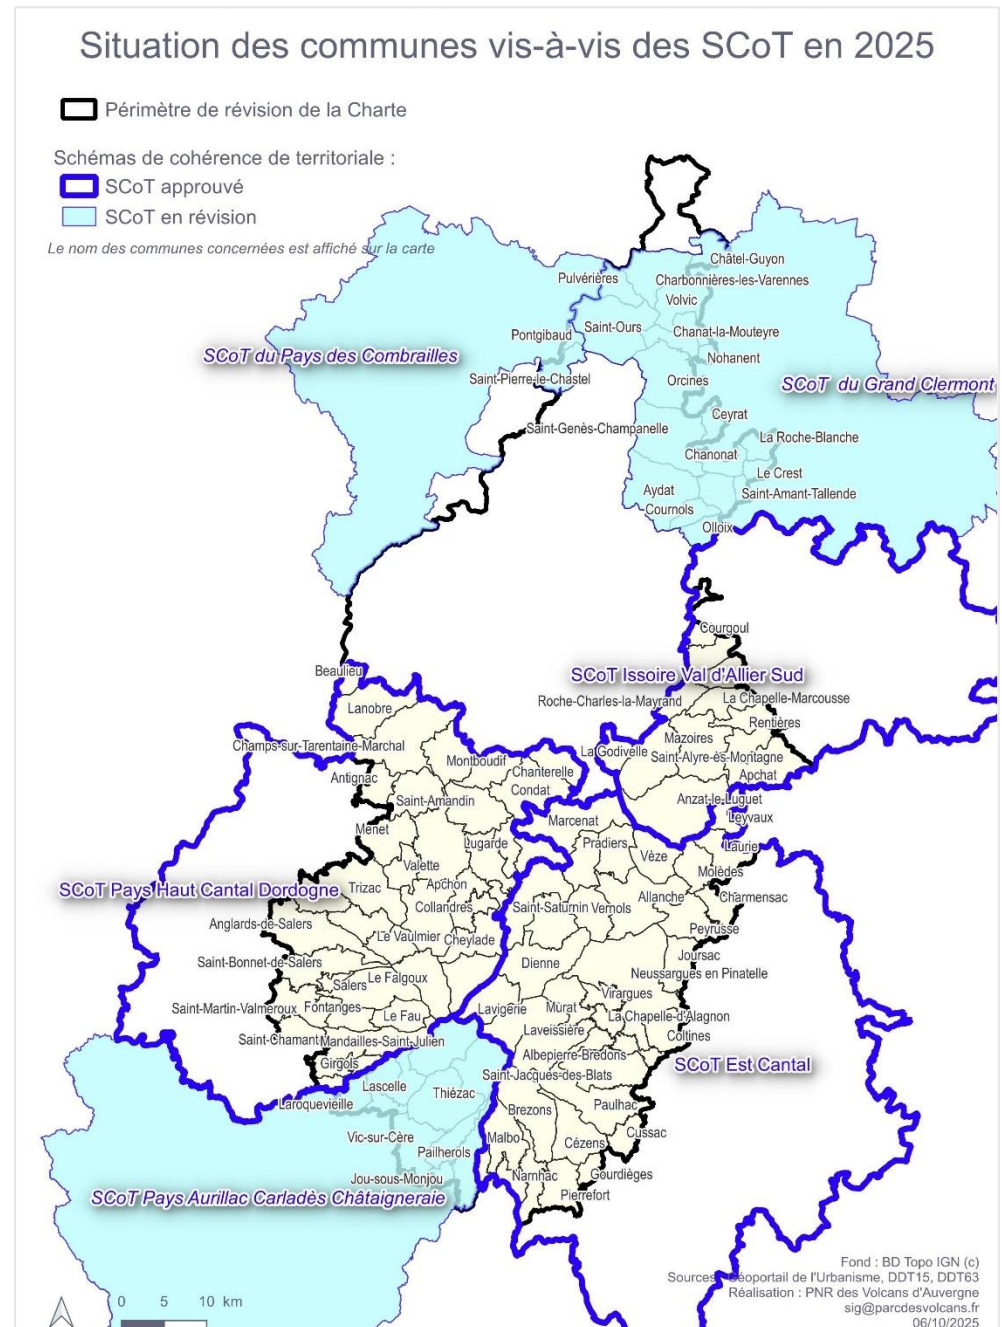 Situation des communes vis-à-vis des SCoT en 2025
Périmètre de révision de la Charte
Schémas de cohérence de territoriale :
SCoT approuvé
SCoT en révision
Le nom des communes concernées est affiché sur la carte
Châtel-Guyon
Pulvérières
Charbonnières-les-Varennes
Volvic
Saint-Ours
Chanat-la-Mouteyre
Pontgibaud
SCoT du Pays des Combrailles
Nohanent
Saint-Pierre-le-Chastel
Orcines
SCoT du Grand Clermont
Ceyrat
Saint-Genès-Champanelle
La Roche-Blanche
Chanonat
Le Crest
Aydat
Saint-Amant-Tallende
Cournols
Olloix
Courgoul
Beaulieu
SCoT Issoire Val d'Allier Sud
Roche-Charles-la-Mayrand
La Chapelle-Marcousse
Lanobre
Rentières
Mazoires
Champs-sur-Tarentaine-Marchal
La Godivelle
Saint-Alyre-ès-Montagne
Montboudif
Chanterelle
Antignac
Apchat
Condat
Saint-Amandin
Anzat-le-Luguet
Leyvaux
Marcenat
Menet
Lugarde
Pradiers
Laurie
Vèze
Valette
Molèdes
SCoT Pays Haut Cantal Dordogne
Trizac
Apchon
Allanche
Charmensac
Collandres
Saint-Saturnin
Vernols
Anglards-de-Salers
Peyrusse
Le Vaulmier
Cheylade
Joursac
Saint-Bonnet-de-Salers
Dienne
Neussargues en Pinatelle
Le Falgoux
Salers
Virargues
Saint-Martin-Valmeroux
Fontanges
Lavigerie
Murat
Le Fau
La Chapelle-d'Alagnon
Laveissière
Coltines
Saint-Chamant
Mandailles-Saint-Julien
Albepierre-Bredons
Girgols
SCoT Est Cantal
Saint-Jacques-des-Blats
Lascelle
Thiézac
Laroquevieille
Brezons
Paulhac
Vic-sur-Cère
Malbo
Cussac
Cézens
Pailherols
Jou-sous-Monjou
Narnhac
Gourdièges
SCoT Pays Aurillac Carladès Châtaigneraie
Pierrefort
0 5 10 km
Fond : BD Topo IGN (c)
Sources : Géoportail de l'Urbanisme, DDT15, DDT63
Réalisation : PNR des Volcans d'Auvergne
sig@parcdesvolcans.fr
06/10/2025